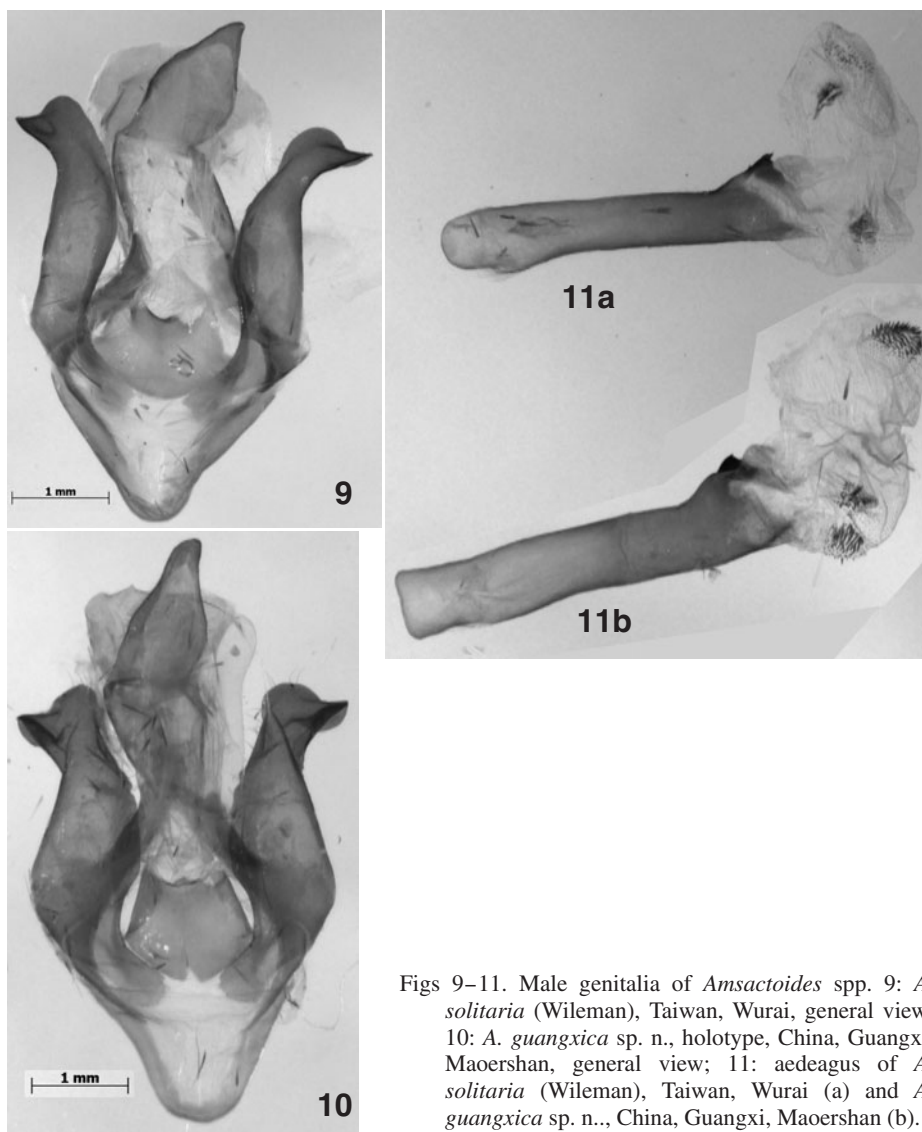 1 mm
9
11a
11b
1 mm
10
Figs 9–11. Male genitalia of Amsactoides spp. 9: A.
solitaria (Wileman), Taiwan, Wurai, general view
10: A. guangxica sp. n., holotype, China, Guangx
Maoershan, general view; 11: aedeagus of A
solitaria (Wileman), Taiwan, Wurai (a) and A
guangxica sp. n.., China, Guangxi, Maoershan (b).